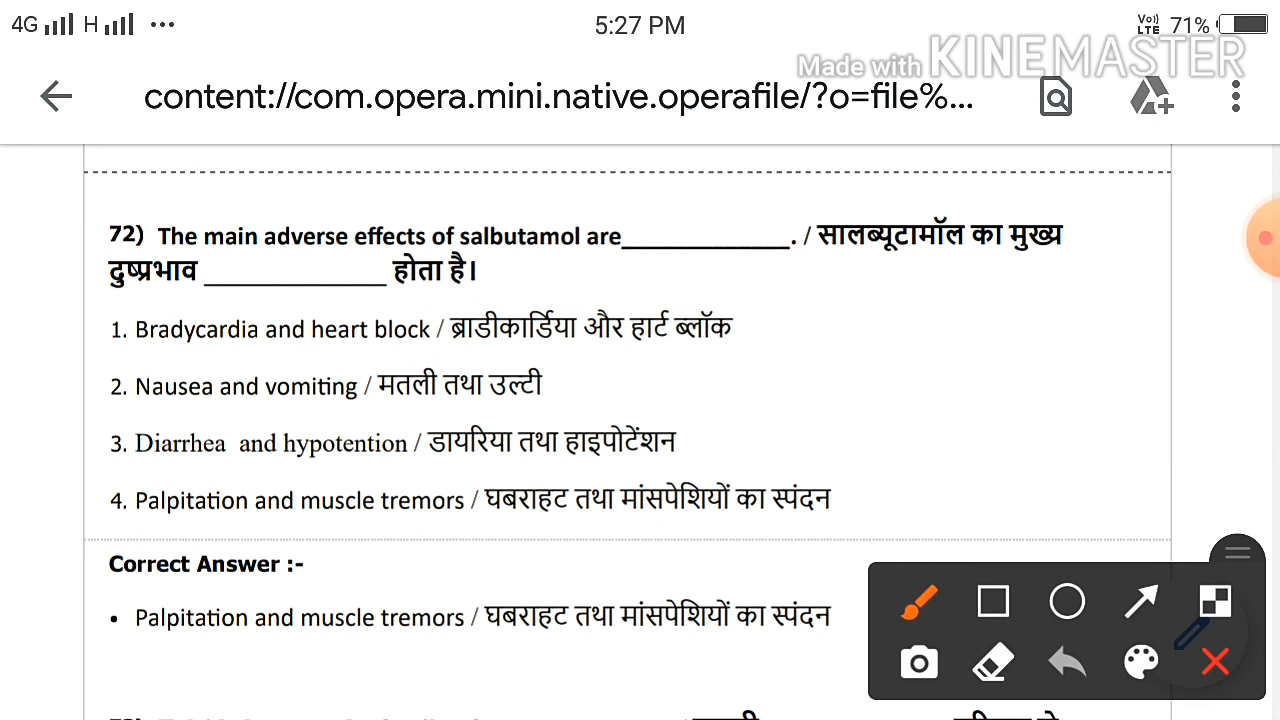 4G H ... 5:27 PM Vo) LTE 71%
Made with KINEMASTER
content://com.opera.mini.native.operafile/?o=file%...
72) The main adverse effects of salbutamol are_____________. / सालब्यूटामॉल का मुख्य
दुष्प्रभाव ______________ होता है।
1. Bradycardia and heart block / ब्राडीकार्डिया और हार्ट ब्लॉक
2. Nausea and vomiting / मतली तथा उल्टी
3. Diarrhea and hypotention / डायरिया तथा हाइपोटेंशन
4. Palpitation and muscle tremors / घबराहट तथा मांसपेशियों का स्पंदन
Correct Answer :-
• Palpitation and muscle tremors / घबराहट तथा मांसपेशियों का स्पंदन